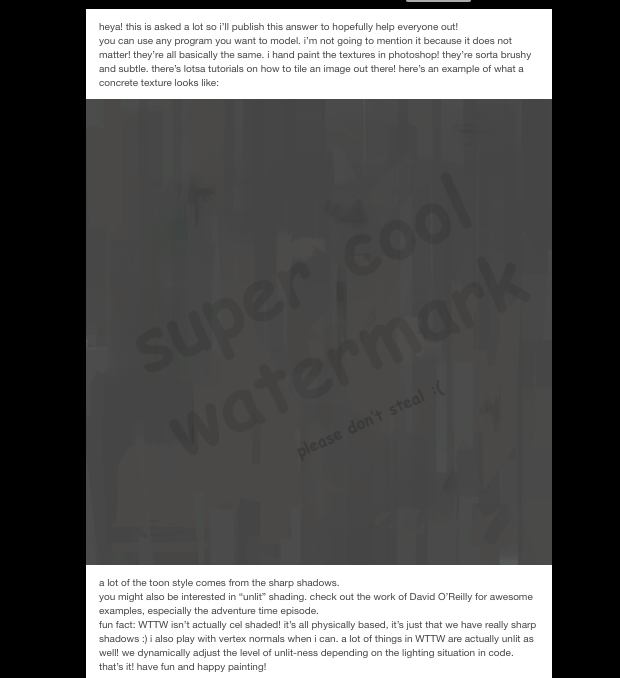 heya! this is asked a lot so i'll publish this answer to hopefully help everyone out!
you can use any program you want to model. i'm not going to mention it because it does not
matter! they're all basically the same. i hand paint the textures in photoshop! they're sorta brushy
and subtle. there's lotsa tutorials on how to tile an image out there! here's an example of what a
concrete texture looks like:
super cool
watermark
please don't steal :(
a lot of the toon style comes from the sharp shadows.
you might also be interested in “unlit” shading. check out the work of David O'Reilly for awesome
examples, especially the adventure time episode.
fun fact: WTTW isn't actually cel shaded! it's all physically based, it's just that we have really sharp
shadows :) i also play with vertex normals when i can. a lot of things in WTTW are actually unlit as
well! we dynamically adjust the level of unlit-ness depending on the lighting situation in code.
that's it! have fun and happy painting!